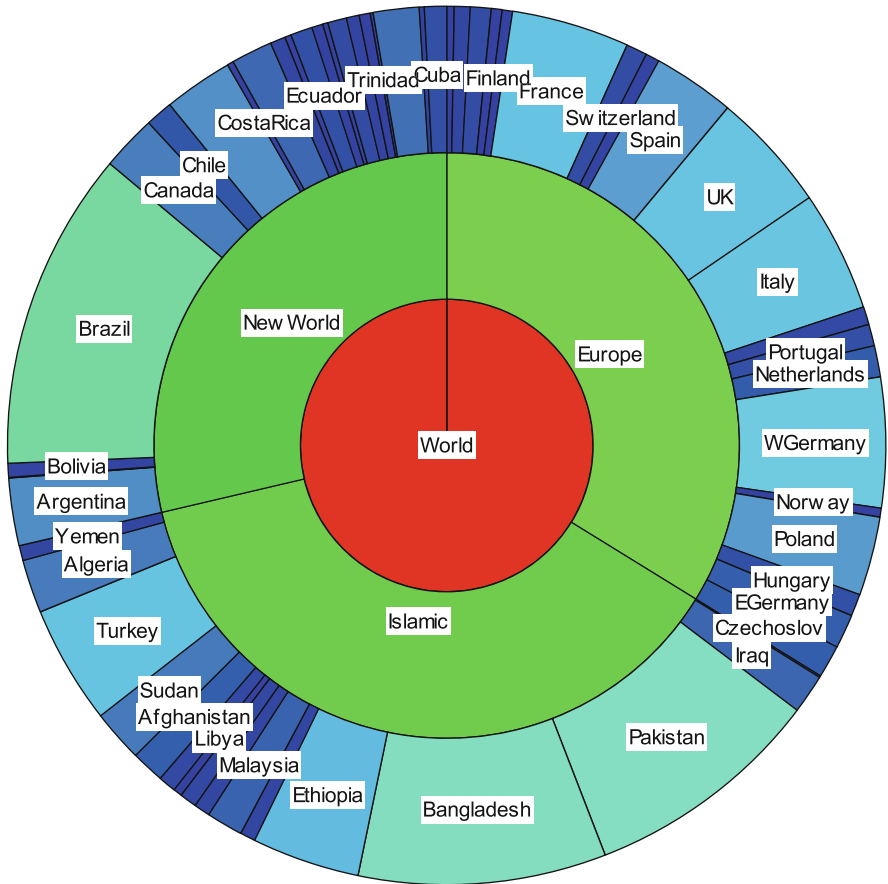 Cuba
Finland
Trinidad
France
Ecuador
Switzerland
CostaRica
Spain
Chile
Canada
UK
Italy
New World
Brazil
Europe
Portugal
Netherlands
World
WGermany
Bolivia
Argentina
Norway
Yemen
Poland
Algeria
Hungary
EGermany
Islamic
Czechoslov
Turkey
Iraq
Sudan
Afghanistan
Libya
Pakistan
Malaysia
Ethiopia
Bangladesh